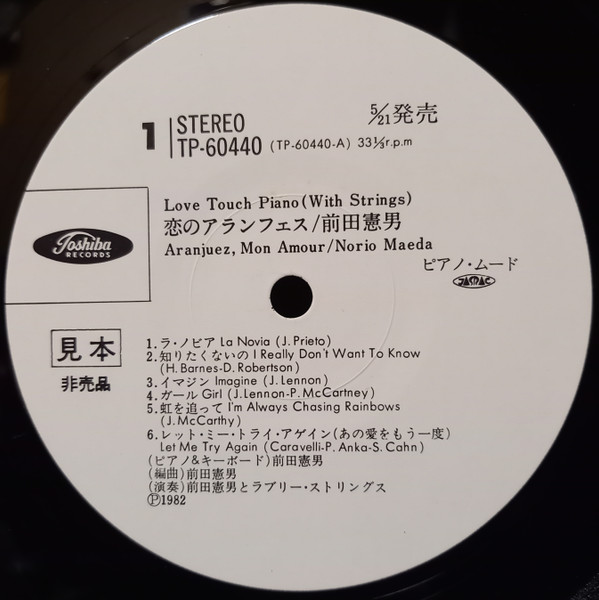 5/21発売
1 STEREO
TP-60440 (TP-60440-A) 33⅓r.p.m
Love Touch Piano(With Strings)
恋のアランフェス/前田憲男
Aranjuez, Mon Amour/Norio Maeda
ピアノ・ムード
JASRAC
Toshiba
RECORDS
見本
非売品
1.ラ・ノビア La Novia (J.Prieto)
2.知りたくないの I Really Don't Want To Know
(H.Barnes-D.Robertson)
3.イマジン Imagine (J.Lennon)
4.ガール Girl (J.Lennon-P.McCartney)
5.虹を追って I'm Always Chasing Rainbows
(J.McCarthy)
6.レット・ミー・トライ・アゲイン(あの愛をもう一度)
Let Me Try Again (Caravelli-P.Anka-S.Cahn)
(ピアノ&キーボード)前田憲男
(編曲)前田憲男
(演奏)前田憲男とラブリー・ストリングス
Ⓟ1982